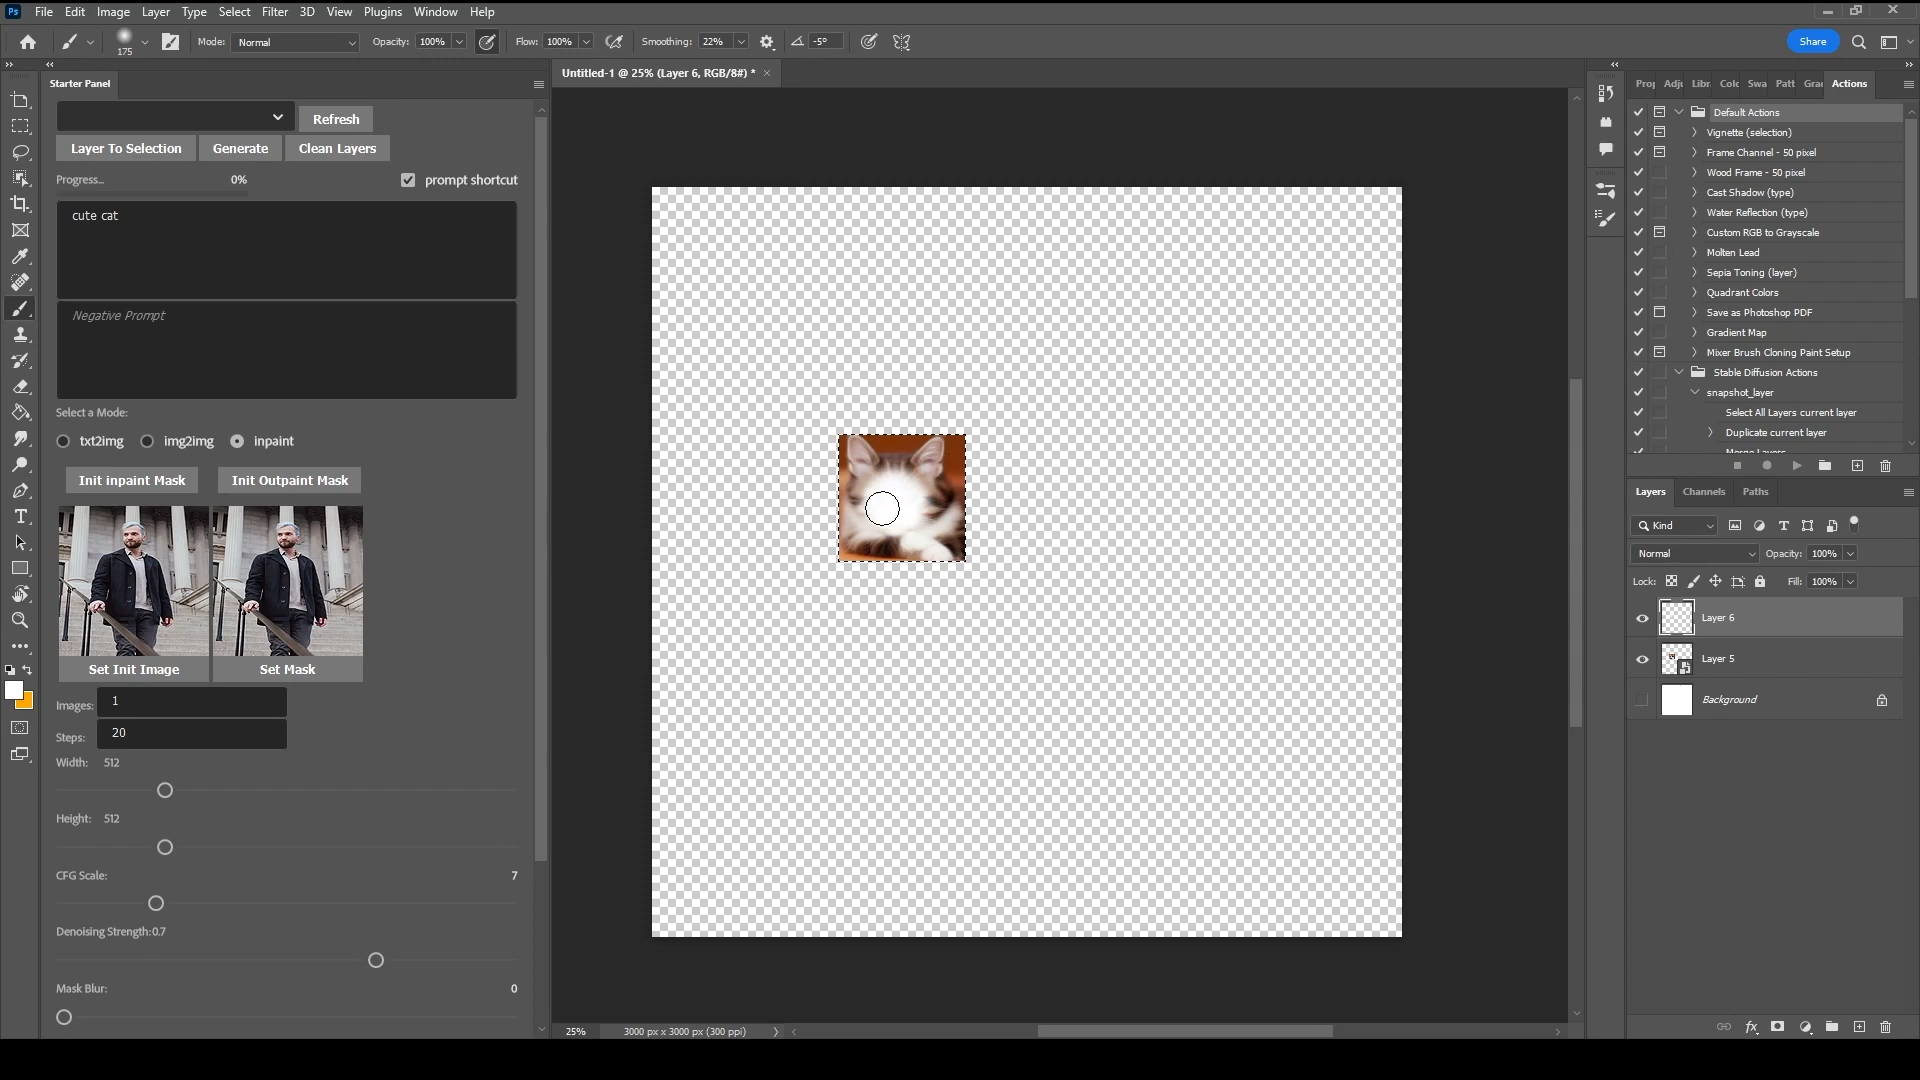 Ps File Edit Image Layer Type Select Filter 3D View Plugins Window Help
175 Mode: Normal Opacity: 100% Flow: 100% Smoothing: 22% -5° Share
Starter Panel
Refresh
Layer To Selection Generate Clean Layers
Progress... 0% prompt shortcut
cute cat
Negative Prompt
Select a Mode:
txt2img img2img inpaint
Init inpaint Mask Init Outpaint Mask
Set Init Image Set Mask
Images: 1
Steps: 20
Width: 512
Height: 512
CFG Scale: 7
Denoising Strength:0.7
Mask Blur: 0
Untitled-1 @ 25% (Layer 6, RGB/8#) *
25% 3000 px x 3000 px (300 ppi)
Proj Adj Libr Colc Swa Patt Gra Actions
Default Actions
Vignette (selection)
Frame Channel - 50 pixel
Wood Frame - 50 pixel
Cast Shadow (type)
Water Reflection (type)
Custom RGB to Grayscale
Molten Lead
Sepia Toning (layer)
Quadrant Colors
Save as Photoshop PDF
Gradient Map
Mixer Brush Cloning Paint Setup
Stable Diffusion Actions
snapshot_layer
Select All Layers current layer
Duplicate current layer
Merge Layers
Layers Channels Paths
Kind
Normal Opacity: 100%
Lock: Fill: 100%
Layer 6
Layer 5
Background
fx